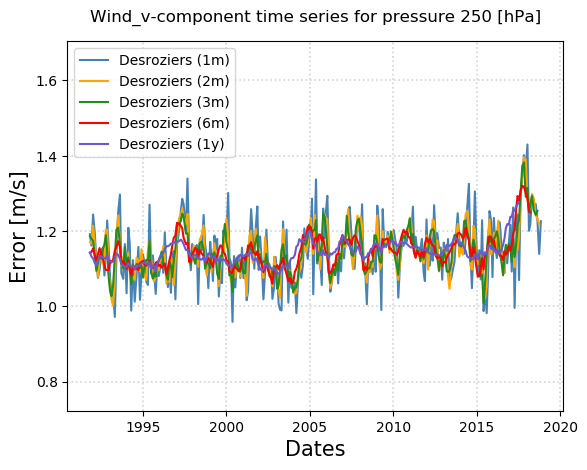 Wind_v-component time series for pressure 250 [hPa]
Desroziers (1m)
Desroziers (2m)
Desroziers (3m)
Desroziers (6m)
Desroziers (1y)
Error [m/s]
1.6
1.4
1.2
1.0
0.8
1995 2000 2005 2010 2015 2020
Dates